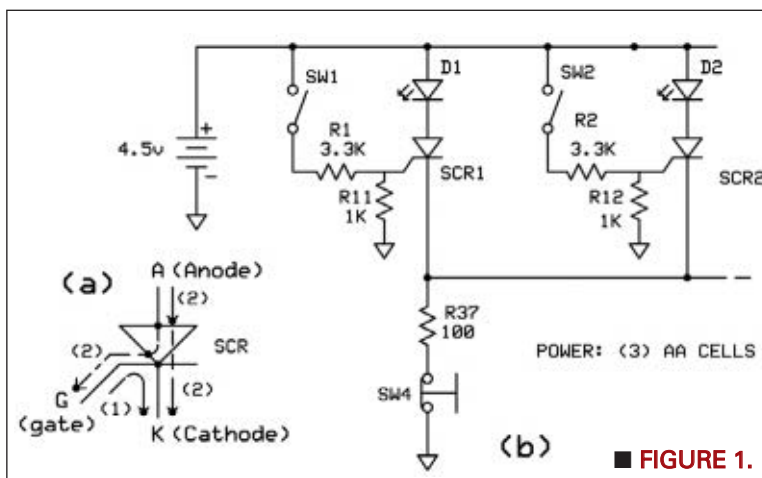 SW1
D1
SW2
D2
4.5v
+
-
R1
3.3K
R11
1K
SCR1
R2
3.3K
R12
1K
SCR2
(a)
A (Anode)
(2)
SCR
(2)
(1)
(2)
G
(gate)
K (Cathode)
R37
100
SW4
POWER: (3) AA CELLS
(b)
■ FIGURE 1.